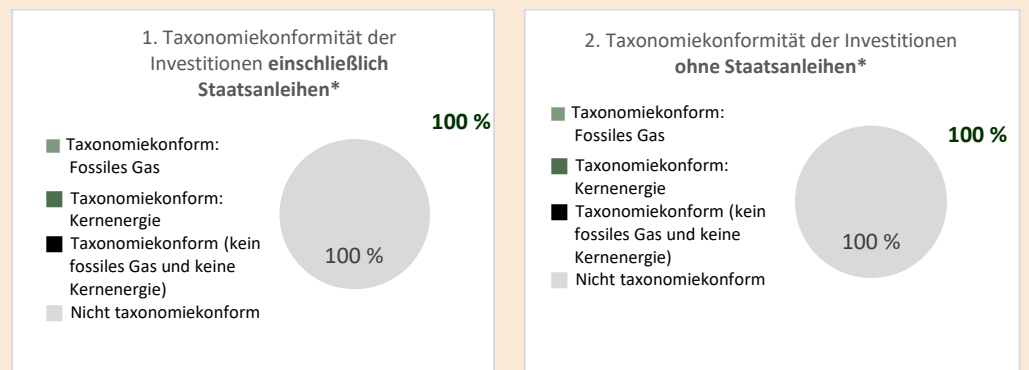 1. Taxonomiekonformität der
Investitionen einschließlich
Staatsanleihen*
100 %
Taxonomiekonform:
Fossiles Gas
Taxonomiekonform:
Kernenergie
Taxonomiekonform (kein
fossiles Gas und keine
Kernenergie)
Nicht taxonomiekonform
100 %
2. Taxonomiekonformität der Investitionen
ohne Staatsanleihen*
100 %
Taxonomiekonform:
Fossiles Gas
Taxonomiekonform:
Kernenergie
Taxonomiekonform (kein
fossiles Gas und keine
Kernenergie)
Nicht taxonomiekonform
100 %